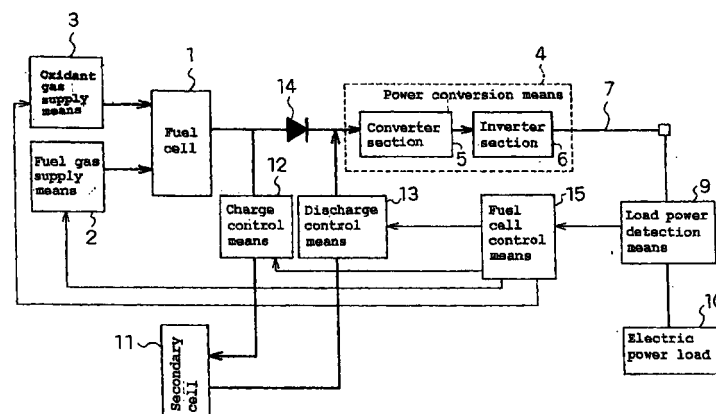 3
Oxidant
gas
supply
means
1
Fuel
cell
Fuel gas
supply
means
2
14
4
Power conversion means
Converter
section
5
Inverter
section
6
7
12
Charge
control
means
13
Discharge
control
means
15
Fuel
cell
control
means
9
Load power
detection
means
10
Electric
power load
11
Secondary
cell